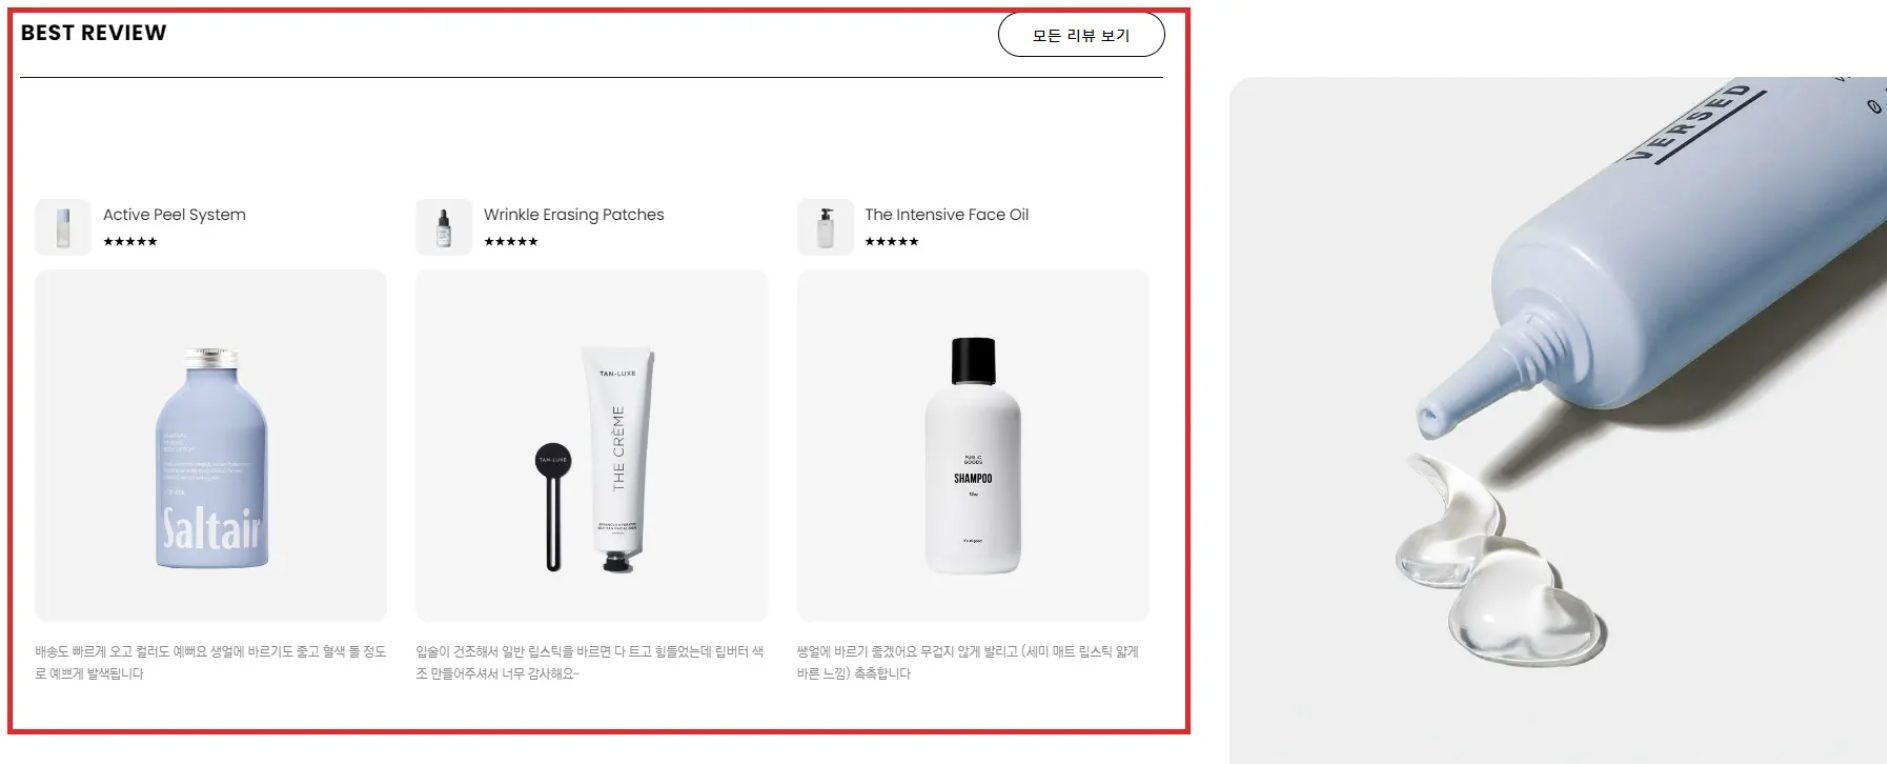 BEST REVIEW
모든 리뷰 보기
Active Peel System
★★★★★
Wrinkle Erasing Patches
★★★★★
The Intensive Face Oil
★★★★★
Saltair
TAN-LUXE
THE CRÈME
TAN-LUXE
PUBLIC
GOODS
SHAMPOO
VERSED
배송도 빠르게 오고 컬러도 예뻐요 생얼에 바르기도 좋고 혈색 돌 정도
로 예쁘게 발색됩니다
입술이 건조해서 일반 립스틱을 바르면 다 트고 힘들었는데 립버터 색
조 만들어주셔서 너무 감사해요~
쌩얼에 바르기 좋겠어요 무겁지 않게 발리고 (세미 매트 립스틱 얇게
바른 느낌) 촉촉합니다